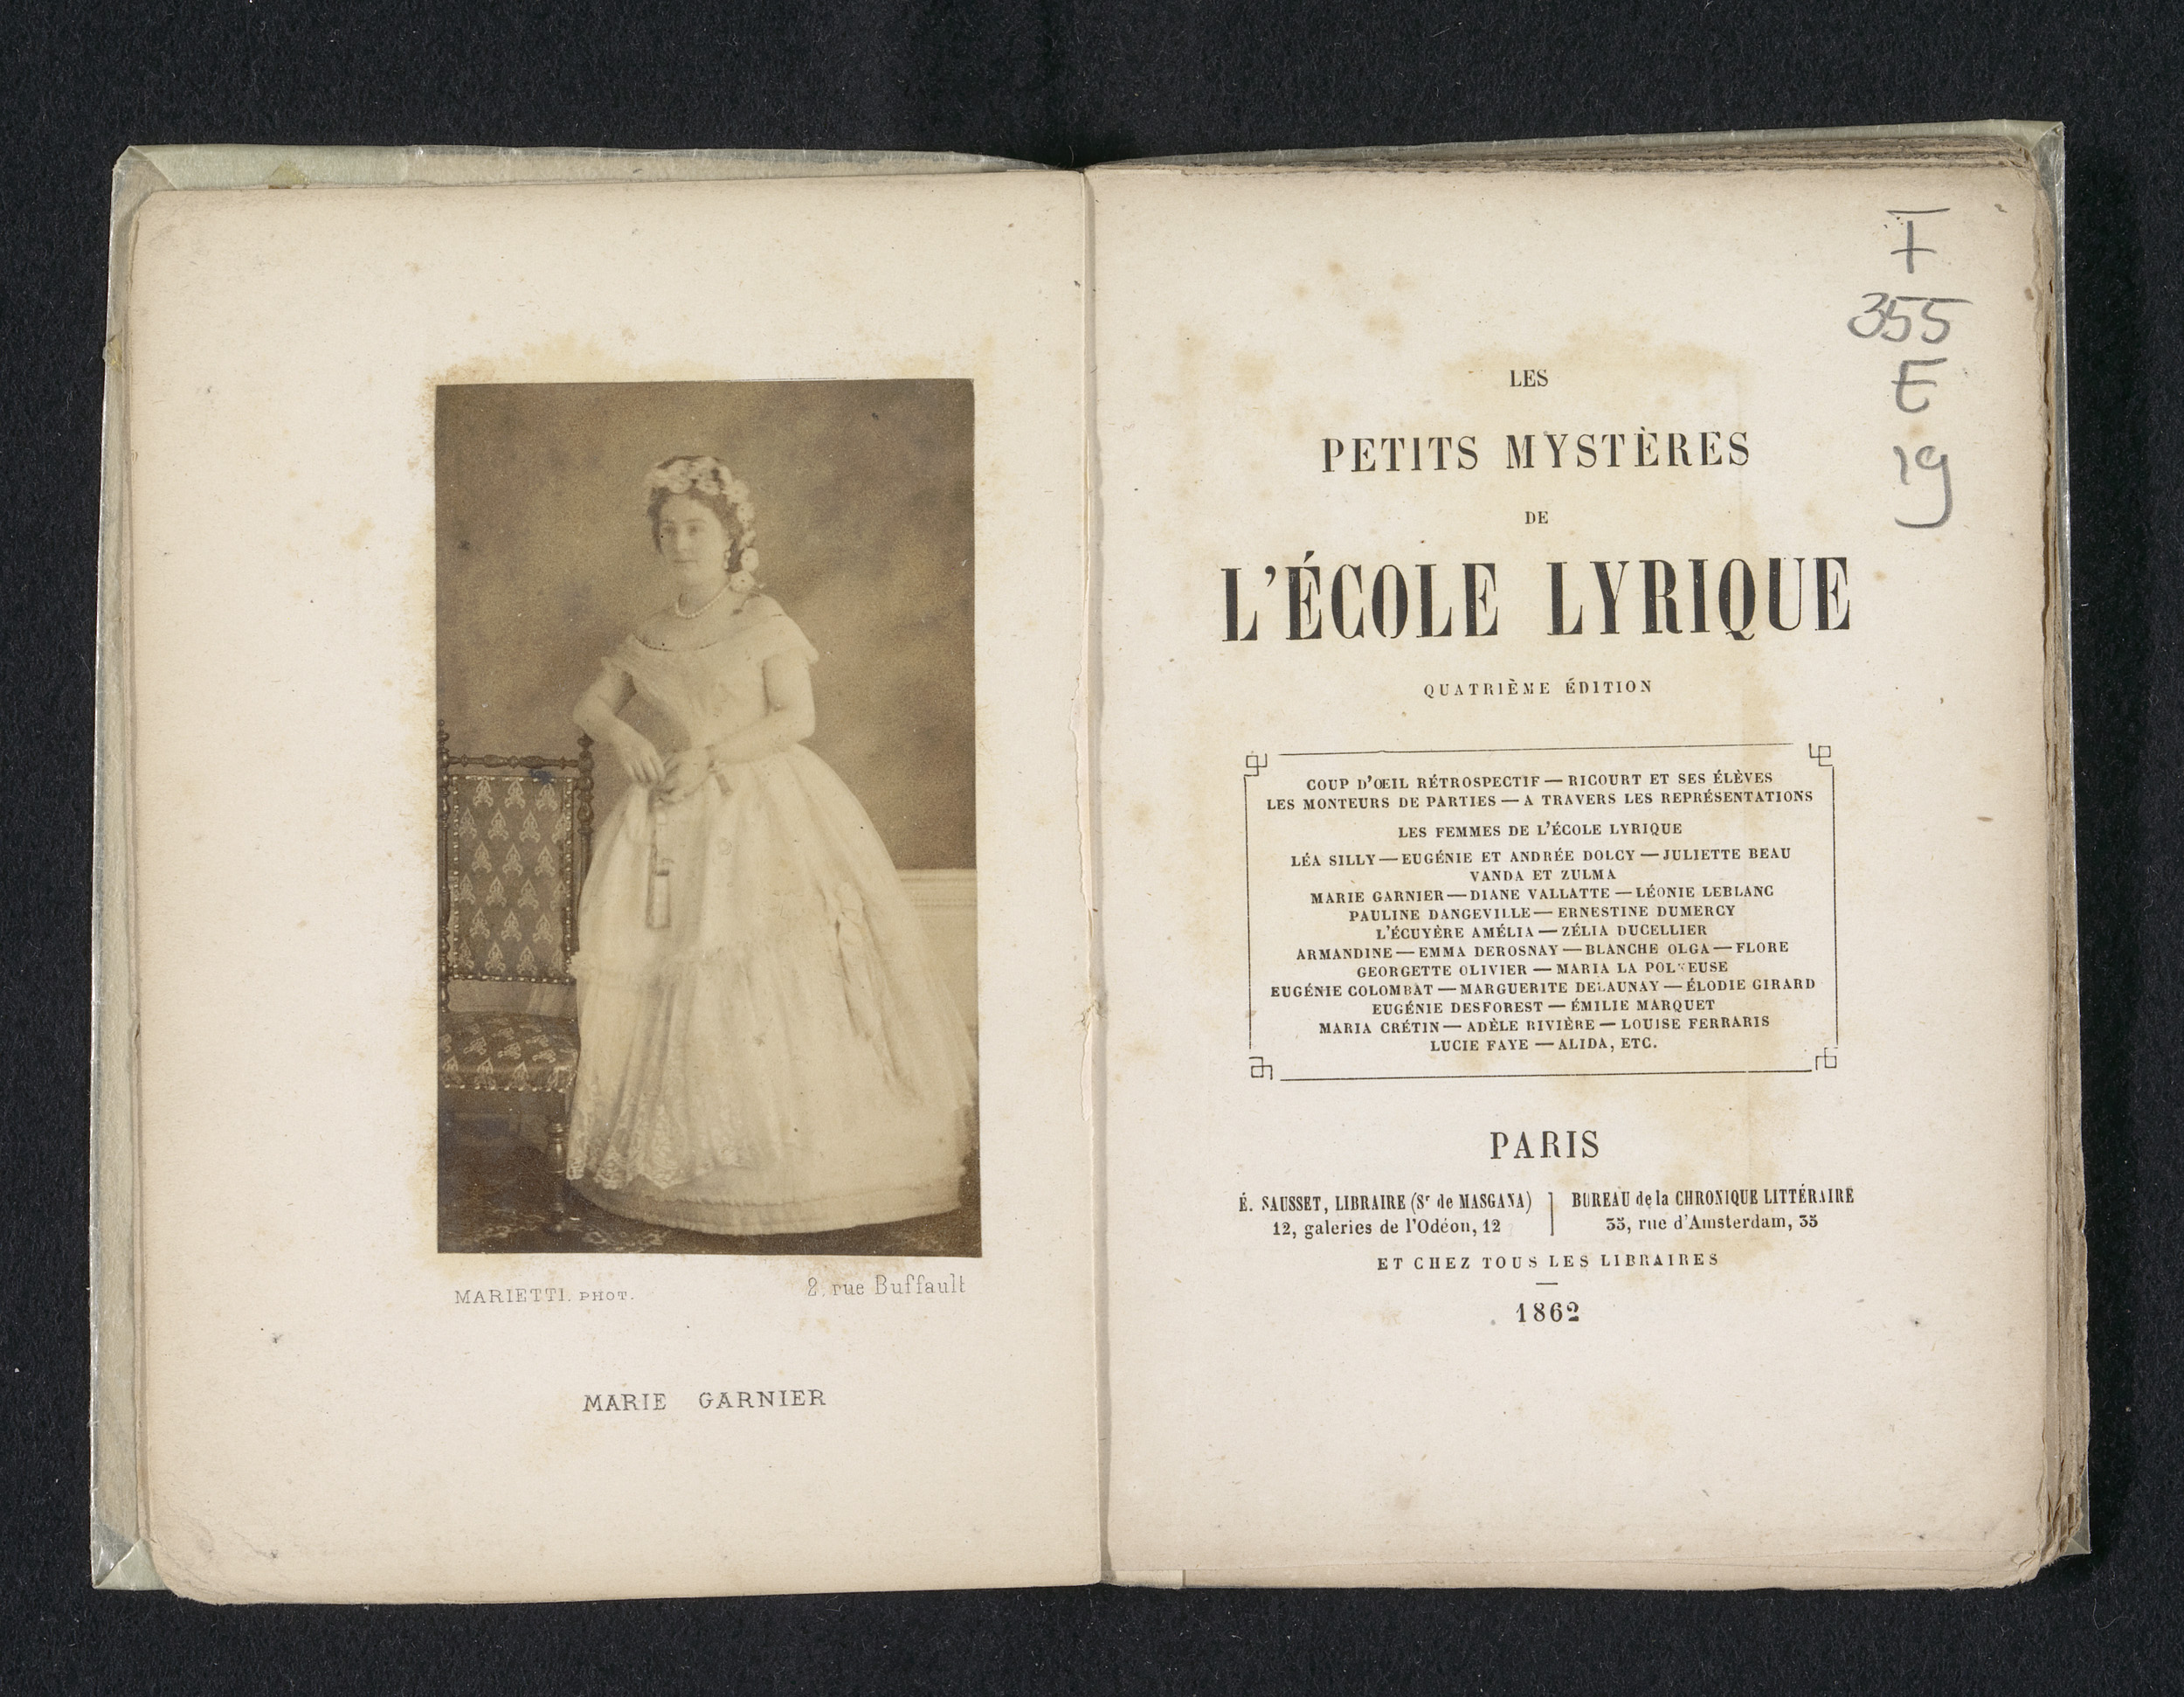 MARIETTI. PHOT.
2, rue Buffault
MARIE GARNIER
I
355
E
19
LES
PETITS MYSTÈRES
DE
L'ÉCOLE LYRIQUE
QUATRIÈME ÉDITION
COUP D'ŒIL RÉTROSPECTIF — RICOURT ET SES ÉLÈVES
LES MONTEURS DE PARTIES — A TRAVERS LES REPRÉSENTATIONS
LES FEMMES DE L'ÉCOLE LYRIQUE
LÉA SILLY — EUGÉNIE ET ANDRÉE DOLCY — JULIETTE BEAU
VANDA ET ZULMA
MARIE GARNIER — DIANE VALLATTE — LÉONIE LEBLANC
PAULINE DANGEVILLE — ERNESTINE DUMERCY
L'ÉCUYÈRE AMÉLIA — ZÉLIA DUCELLIER
ARMANDINE — EMMA DEROSNAY — BLANCHE OLGA — FLORE
GEORGETTE OLIVIER — MARIA LA
EUGÉNIE COLOMBAT — MARGUERITE DELAUNAY — ÉLODIE GIRARD
EUGÉNIE DESFOREST — ÉMILIE MARQUET
MARIA CRÉTIN — ADÈLE RIVIÈRE — LOUISE FERRARIS
LUCIE FAYE — ALIDA, ETC.
PARIS
É. SAUSSET, LIBRAIRE (Sr de MASGANA)
12, galeries de l'Odéon, 12
BUREAU de la CHRONIQUE LITTÉRAIRE
35, rue d'Amsterdam, 35
ET CHEZ TOUS LES LIBRAIRES
1862